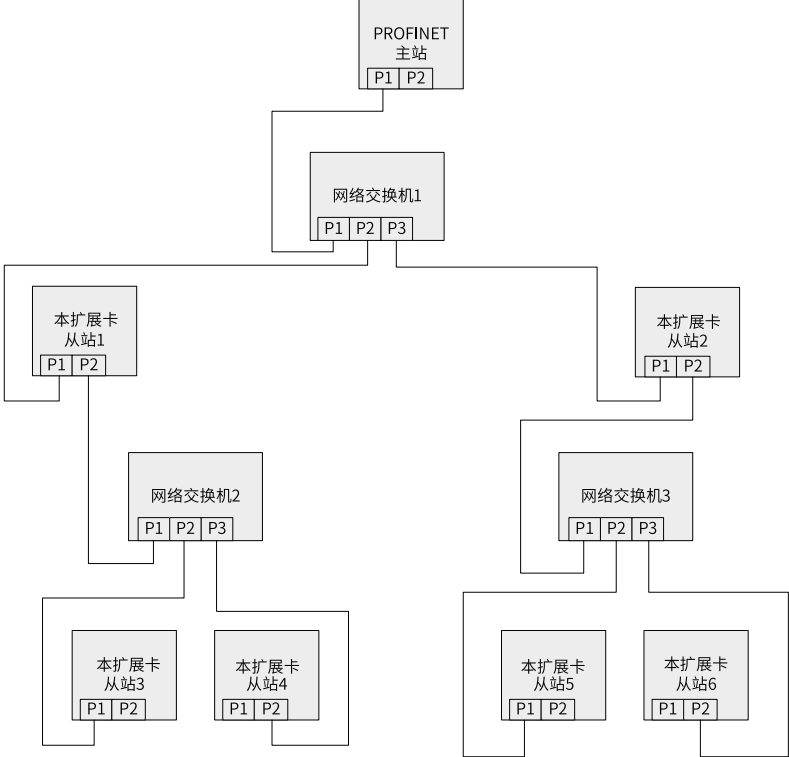 PROFINET
主站
P1 P2
网络交换机1
P1 P2 P3
本扩展卡
从站1
P1 P2
本扩展卡
从站2
P1 P2
网络交换机2
P1 P2 P3
网络交换机3
P1 P2 P3
本扩展卡
从站3
P1 P2
本扩展卡
从站4
P1 P2
本扩展卡
从站5
P1 P2
本扩展卡
从站6
P1 P2